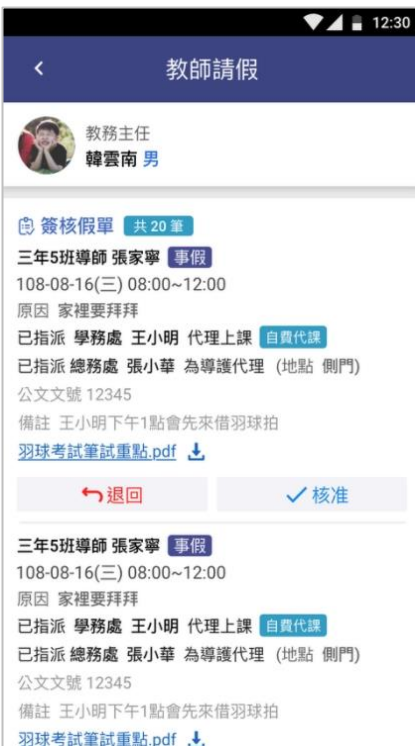 12:30
教師請假
教務主任
韓雲南 男
簽核假單 共 20 筆
三年5班導師 張家寧 事假
108-08-16(三) 08:00~12:00
原因 家裡要拜拜
已指派 學務處 王小明 代理上課 自費代課
已指派 總務處 張小華 為導護代理 (地點 側門)
公文文號 12345
備註 王小明下午1點會先來借羽球拍
羽球考試筆試重點.pdf
退回 核准
三年5班導師 張家寧 事假
108-08-16(三) 08:00~12:00
原因 家裡要拜拜
已指派 學務處 王小明 代理上課 自費代課
已指派 總務處 張小華 為導護代理 (地點 側門)
公文文號 12345
備註 王小明下午1點會先來借羽球拍
羽球考試筆試重點.pdf